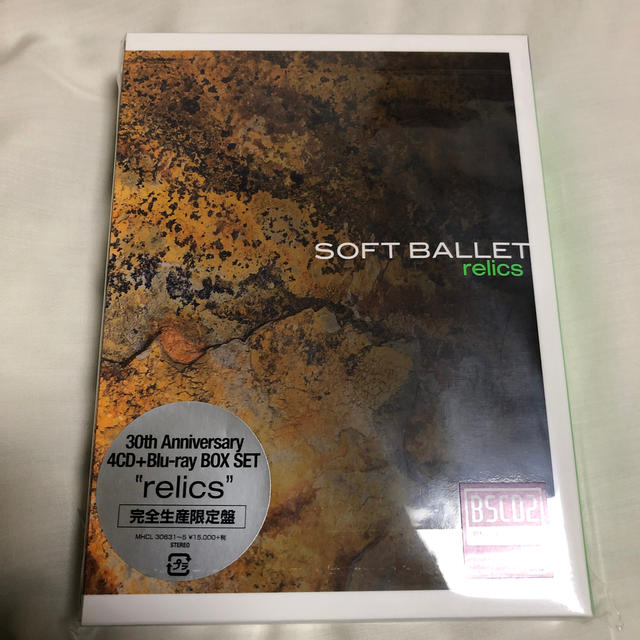 SOFT BALLET
relics
30th Anniversary
4CD+Blu-ray BOX SET
"relics"
完全生産限定盤
MHCL 30631~5 ¥15,000+税
STEREO
BSCD2